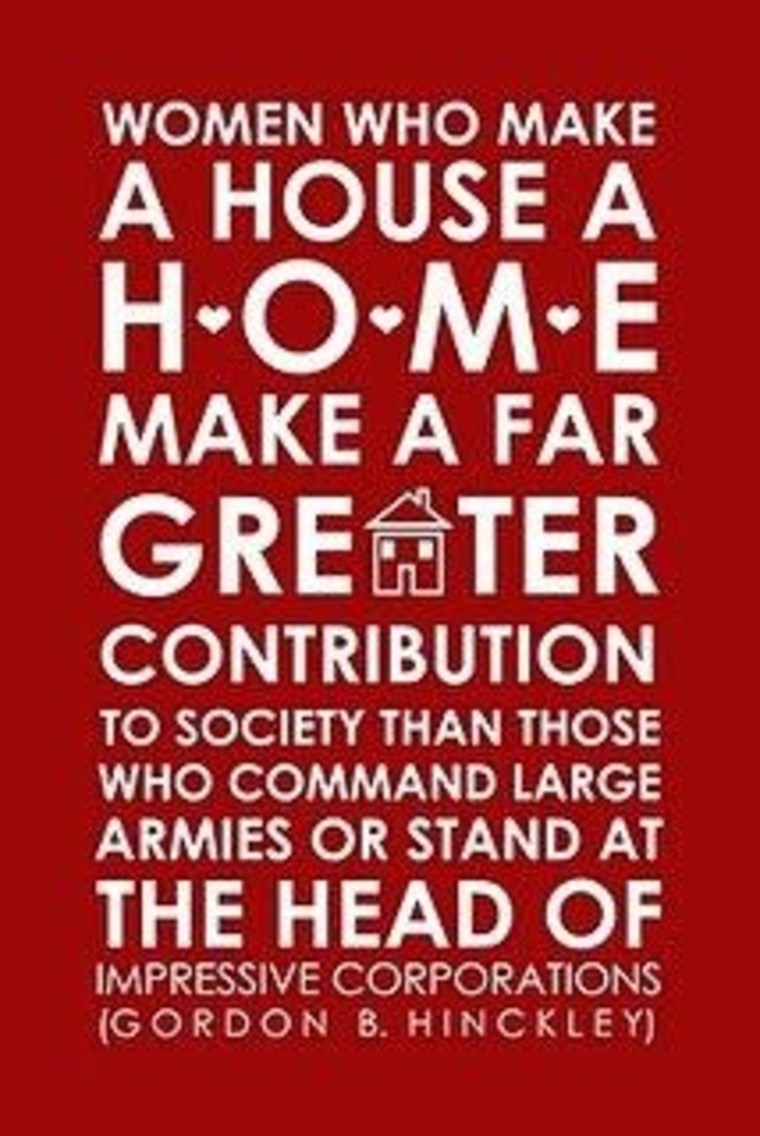 WOMEN WHO MAKE
A HOUSE A
H♥O♥M♥E
MAKE A FAR
GREATER
CONTRIBUTION
TO SOCIETY THAN THOSE
WHO COMMAND LARGE
ARMIES OR STAND AT
THE HEAD OF
IMPRESSIVE CORPORATIONS
(GORDON B. HINCKLEY)